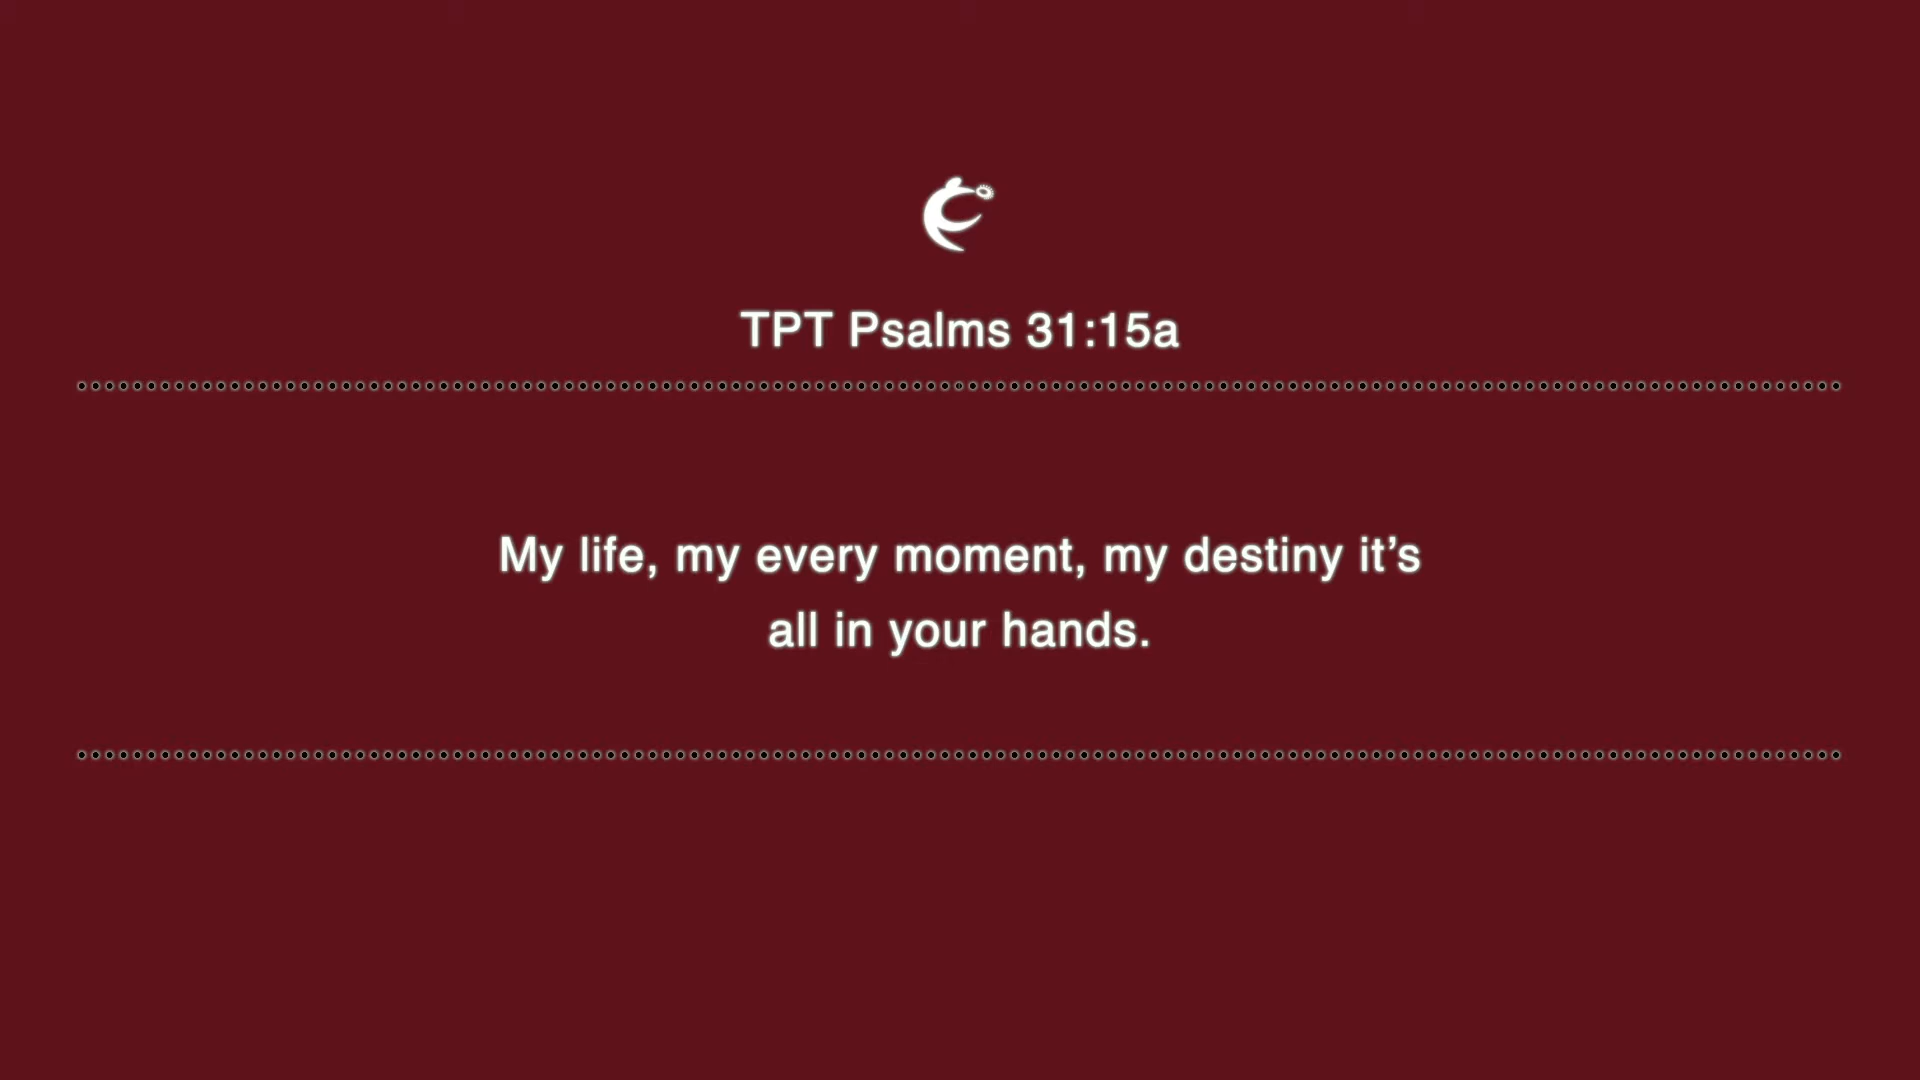 TPT Psalms 31:15a
My life, my every moment, my destiny it’s
all in your hands.